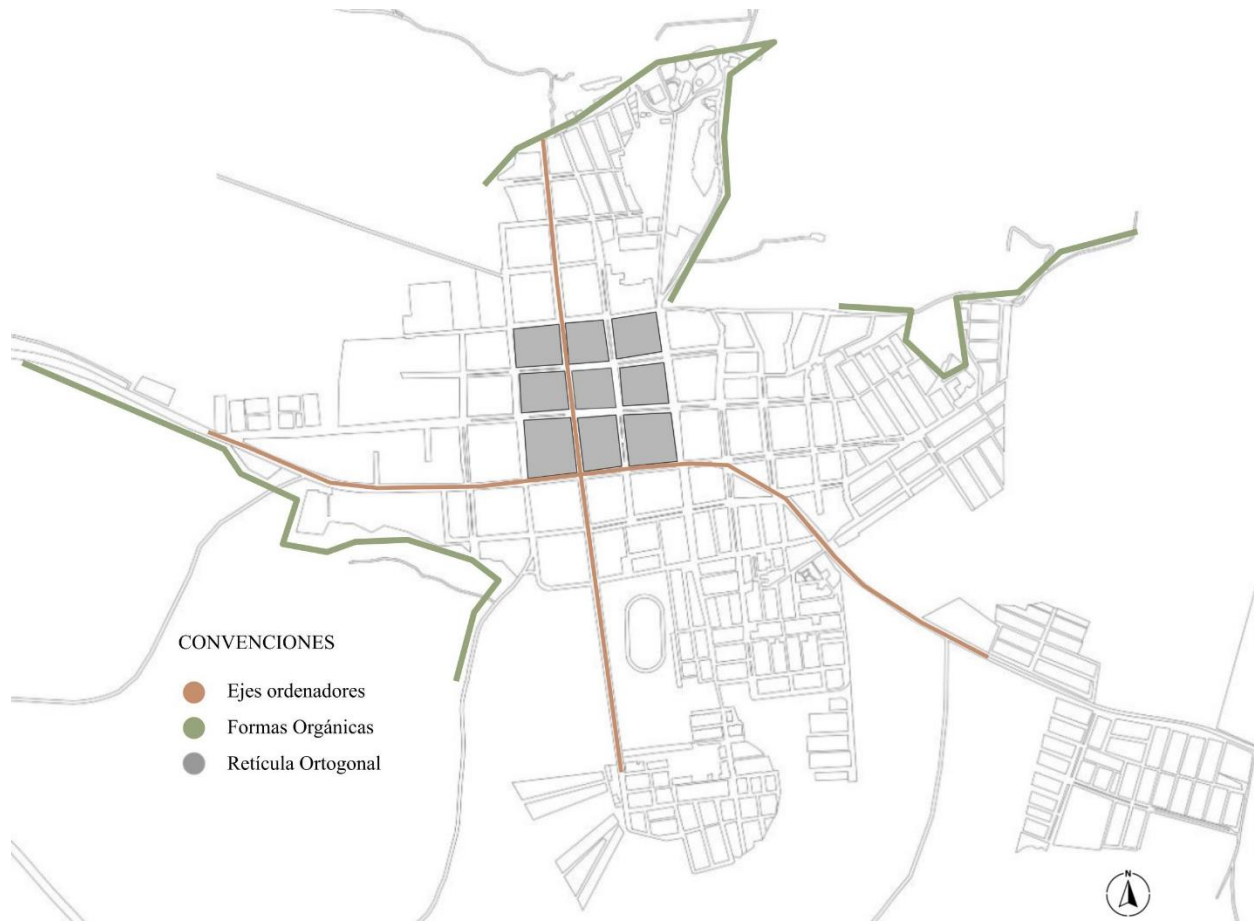 CONVENCIONES
Ejes ordenadores
Formas Orgánicas
Retícula Ortogonal
N